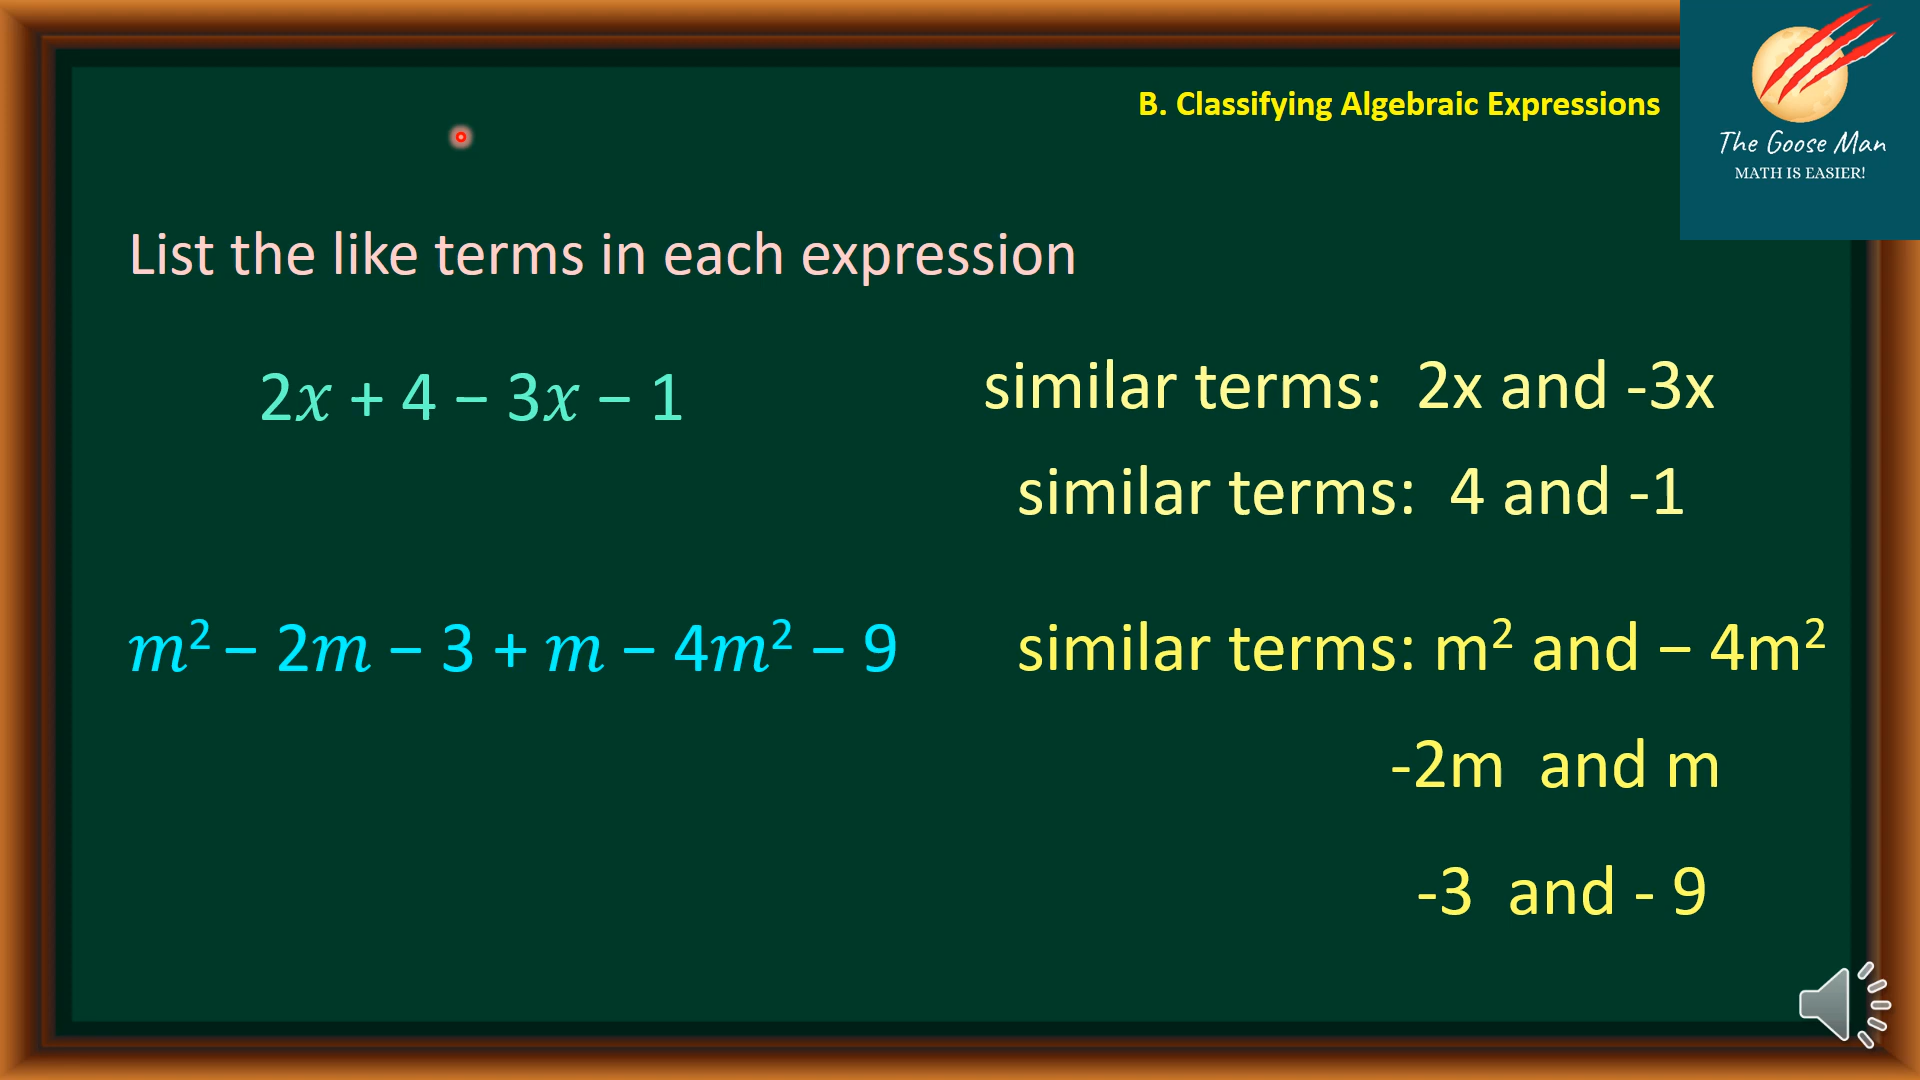 B. Classifying Algebraic Expressions
The Goose Man
MATH IS EASIER!
List the like terms in each expression
2x + 4 − 3x − 1
similar terms:  2x and -3x
similar terms:  4 and -1
m² − 2m − 3 + m − 4m² − 9
similar terms: m² and − 4m²
-2m  and m
-3  and - 9